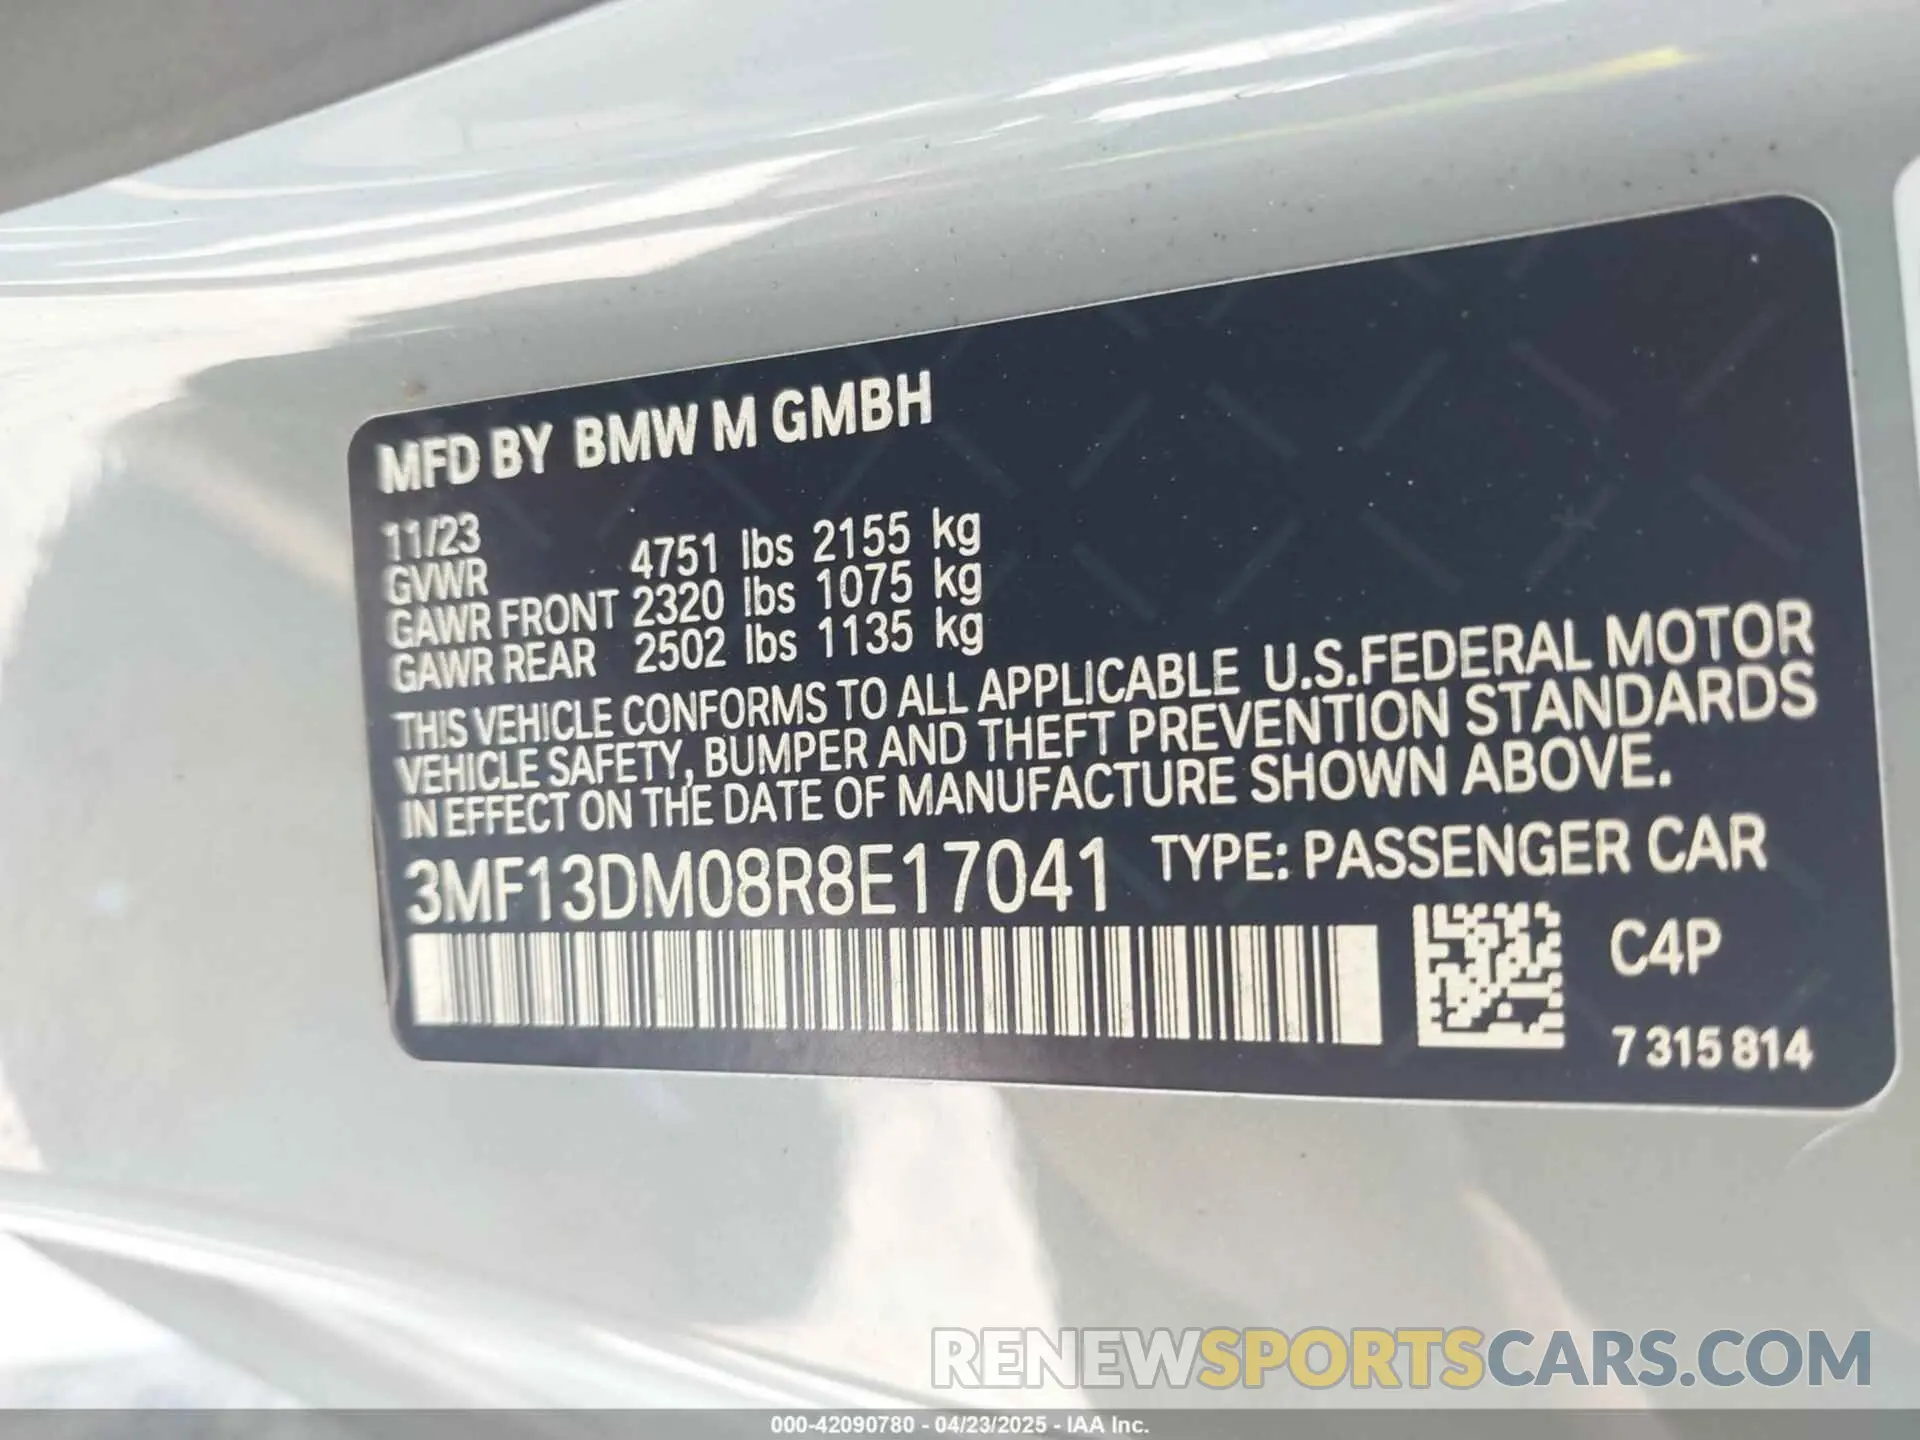 MFD BY BMW M GMBH
11/23
GVWR 4751 lbs 2155 kg
GAWR FRONT 2320 lbs 1075 kg
GAWR REAR 2502 lbs 1135 kg
THIS VEHICLE CONFORMS TO ALL APPLICABLE U.S.FEDERAL MOTOR
VEHICLE SAFETY, BUMPER AND THEFT PREVENTION STANDARDS
IN EFFECT ON THE DATE OF MANUFACTURE SHOWN ABOVE.
3MF13DM08R8E17041 TYPE: PASSENGER CAR
C4P
7 315 814
RENEWSPORTSCARS.COM
000-42090780 - 04/23/2025 - IAA Inc.